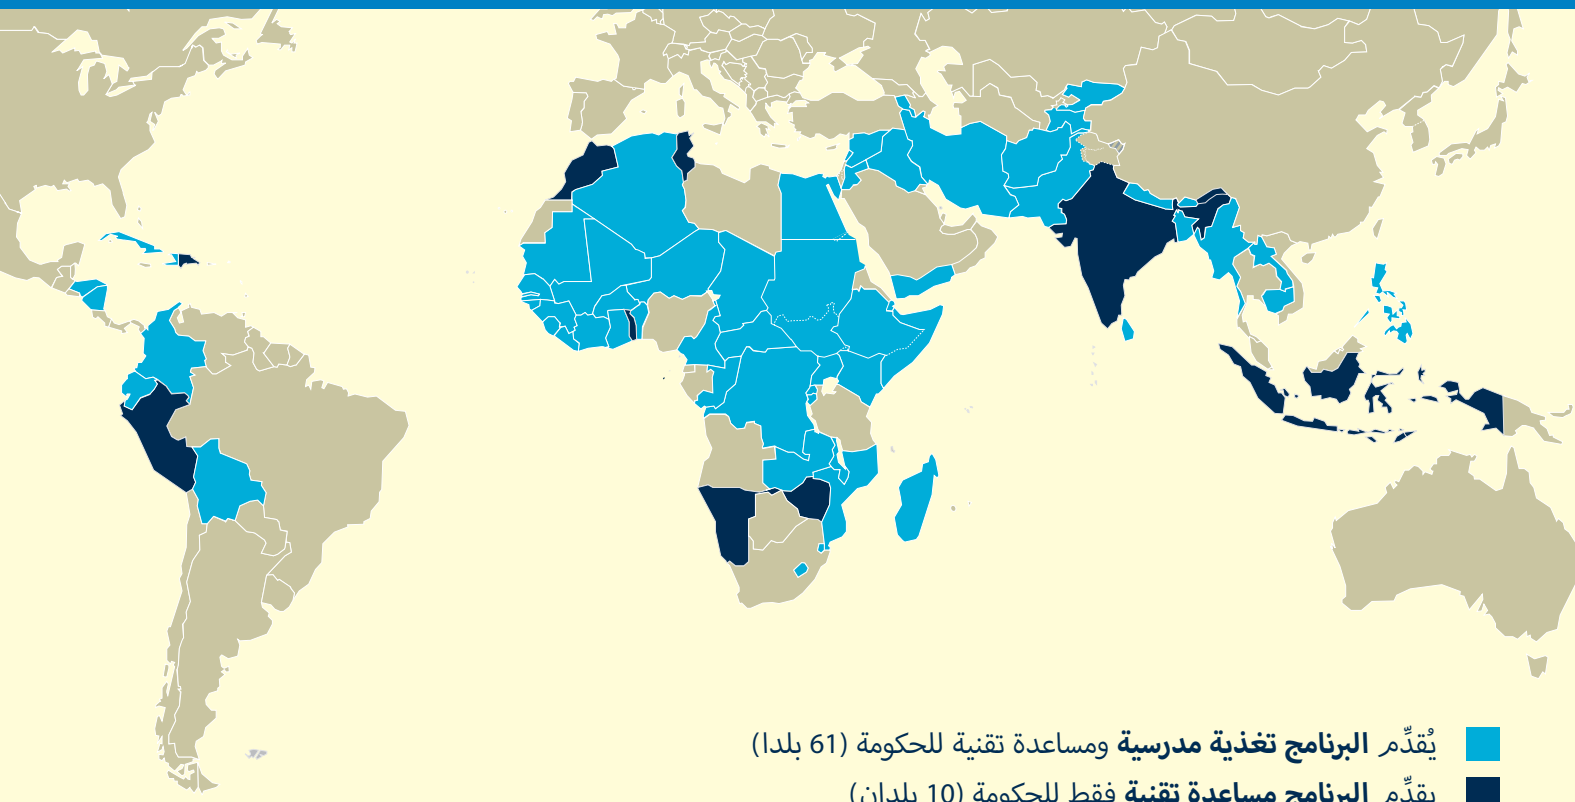 يُقدِّم البرنامج تغذية مدرسية ومساعدة تقنية للحكومة (61 بلدا)
يقدِّم البرنامج مساعدة تقنية فقط للحكومة (10 بلدان)